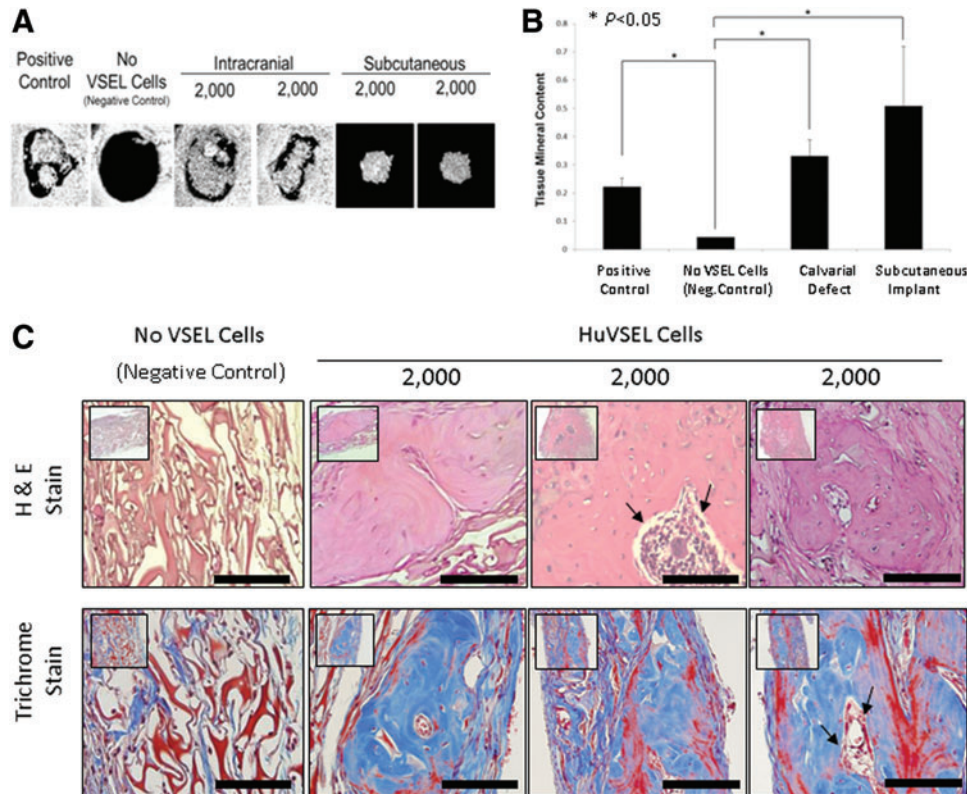 A
Positive
Control
No
VSEL Cells
(Negative Control)
Intracranial
2,000 2,000
Subcutaneous
2,000 2,000
B
* P<0.05
* * *
Tissue Mineral Content
0.8
0.7
0.6
0.5
0.4
0.3
0.2
0.1
0
Positive
Control
No VSEL Cells
(Neg.Control)
Calvarial
Defect
Subcutaneous
Implant
C
No VSEL Cells
(Negative Control)
HuVSEL Cells
2,000 2,000 2,000
H & E
Stain
Trichrome
Stain